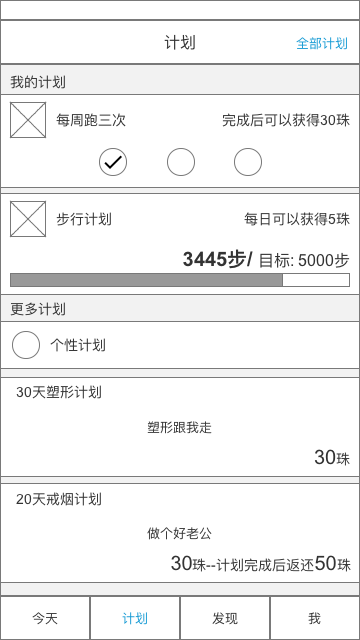 计划 全部计划
我的计划
每周跑三次 完成后可以获得30珠
步行计划 每日可以获得5珠
3445步/ 目标: 5000步
更多计划
个性计划
30天塑形计划
塑形跟我走
30珠
20天戒烟计划
做个好老公
30珠--计划完成后返还50珠
今天 计划 发现 我